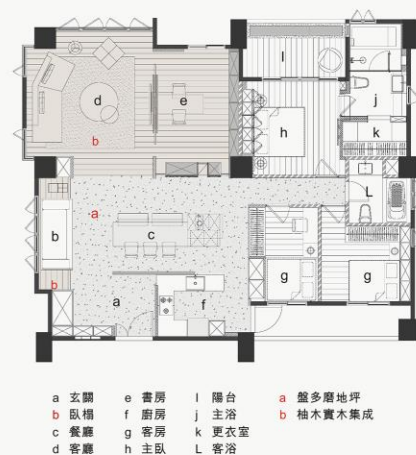 l
d
e
j
b
h
k
a
L
b
c
g
g
b
a
f
a 玄關 e 書房 l 陽台 a 盤多磨地坪
b 臥榻 f 廚房 j 主浴 b 柚木實木集成
c 餐廳 g 客房 k 更衣室
d 客廳 h 主臥 L 客浴